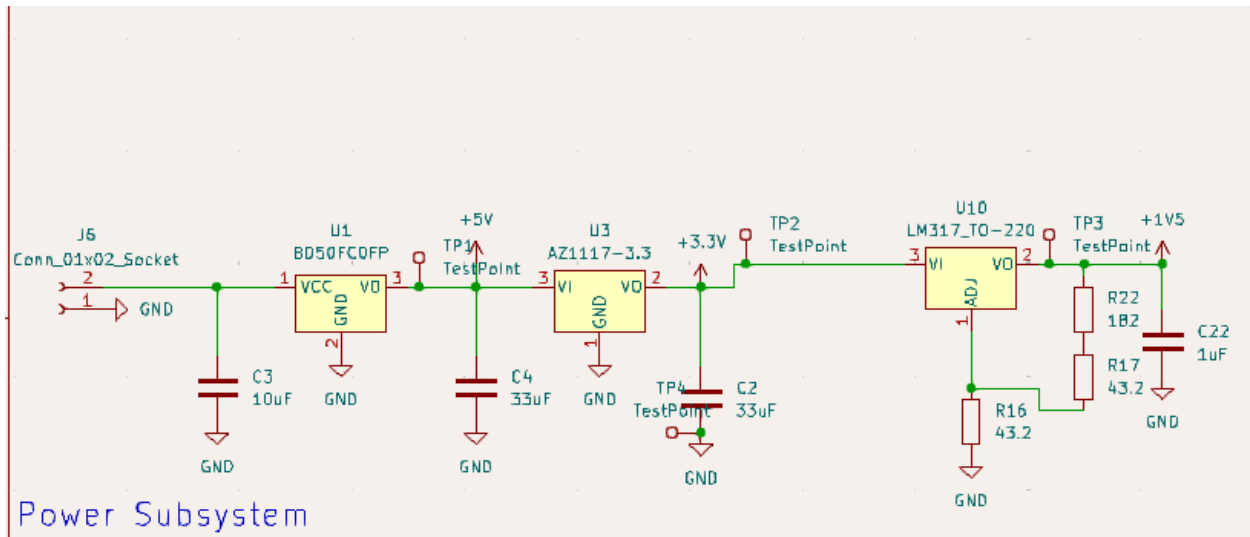 J6
Conn_01x02_Socket
2
1
GND
C3
10uF
GND
U1
BD50FC0FP
1
VCC
VO
3
GND
2
GND
TP1
TestPoint
+5V
C4
33uF
GND
U3
AZ1117-3.3
3
VI
VO
2
GND
1
GND
+3.3V
TP4
TestPoint
C2
33uF
GND
TP2
TestPoint
U10
LM317_TO-220
3
VI
VO
2
ADJ
1
TP3
TestPoint
+1V5
R22
182
R17
43.2
R16
43.2
GND
C22
1uF
GND
Power Subsystem